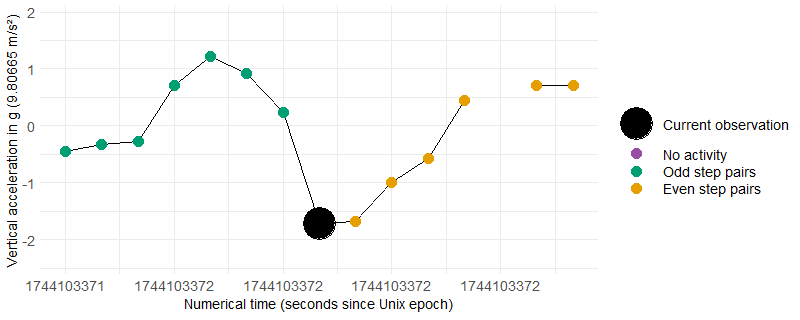 Vertical acceleration in g (9.80665 m/s²)
2
1
0
-1
-2
1744103371 1744103372 1744103372 1744103372 1744103372
Numerical time (seconds since Unix epoch)
Current observation
No activity
Odd step pairs
Even step pairs